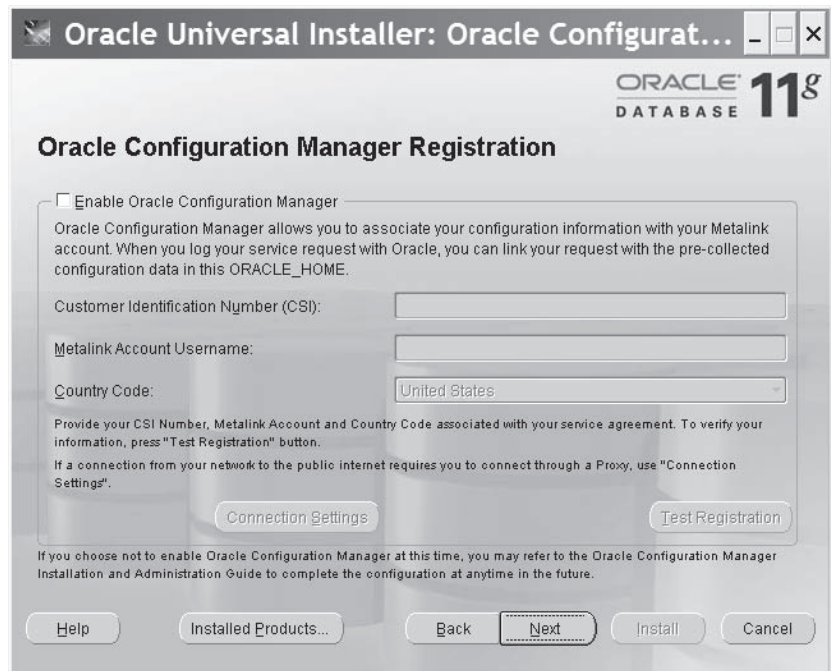 Oracle Universal Installer: Oracle Configurat...
ORACLE
DATABASE
11g
Oracle Configuration Manager Registration
Enable Oracle Configuration Manager
Oracle Configuration Manager allows you to associate your configuration information with your Metalink
account. When you log your service request with Oracle, you can link your request with the pre-collected
configuration data in this ORACLE_HOME.
Customer Identification Number (CSI):
Metalink Account Username:
Country Code:
United States
Provide your CSI Number, Metalink Account and Country Code associated with your service agreement. To verify your
information, press "Test Registration" button.
If a connection from your network to the public internet requires you to connect through a Proxy, use "Connection
Settings".
Connection Settings
Test Registration
If you choose not to enable Oracle Configuration Manager at this time, you may refer to the Oracle Configuration Manager
Installation and Administration Guide to complete the configuration at anytime in the future.
Help
Installed Products...
Back
Next
Install
Cancel